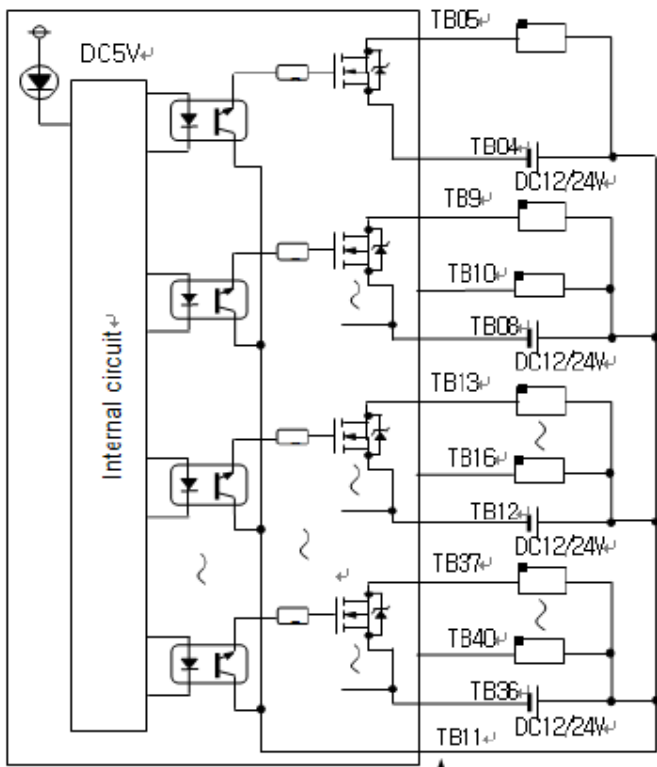 TB05↵
DC5V↵
TB04↵
DC12/24V↵
TB9↵
TB10↵
TB08↵
DC12/24V↵
Internal circuit↵
TB13↵
TB16↵
TB12↵
DC12/24V↵
TB37↵
↵
TB40↵
TB36↵
DC12/24V↵
TB11↵